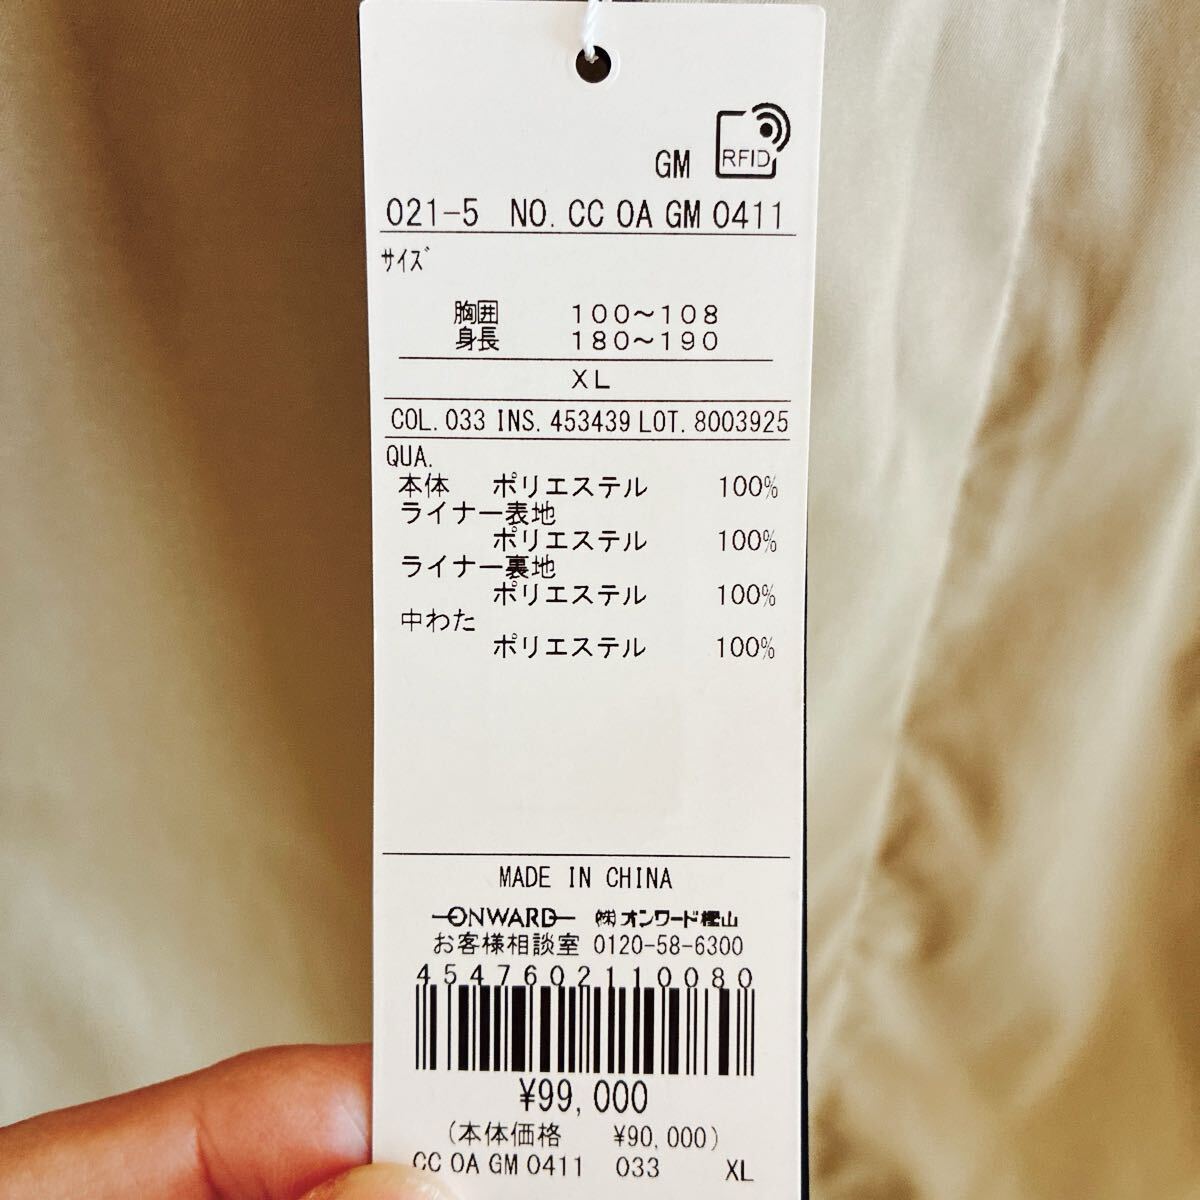 RFID
GM
021-5 NO. CC OA GM 0411
サイズ
胸囲 100～108
身長 180～190
XL
COL. 033 INS. 453439 LOT. 8003925
QUA.
本体 ポリエステル 100%
ライナー表地
ポリエステル 100%
ライナー裏地
ポリエステル 100%
中わた
ポリエステル 100%
MADE IN CHINA
ONWARD ㈱オンワード樫山
お客様相談室 0120-58-6300
4547602110080
¥99,000
(本体価格 ¥90,000)
CC OA GM 0411 033 XL